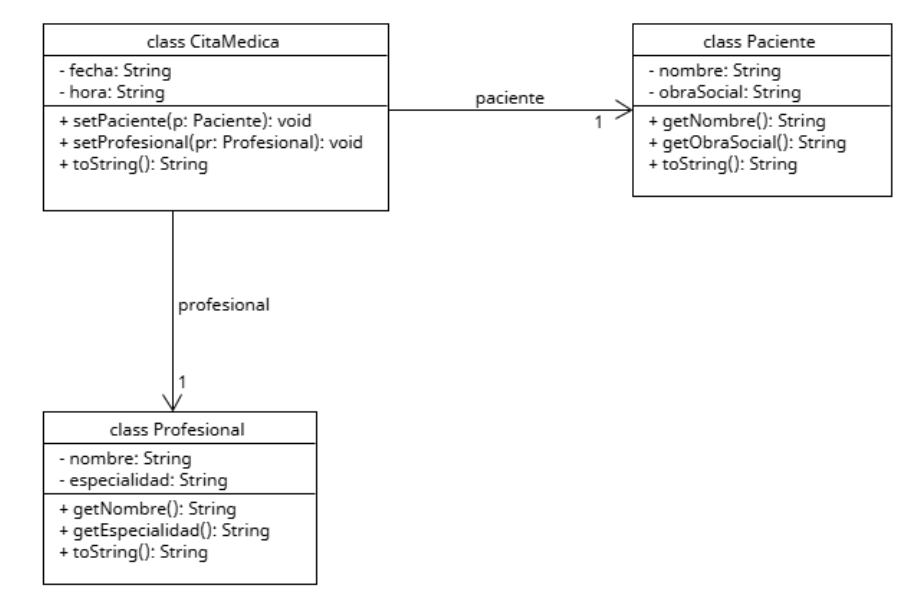 class CitaMedica
- fecha: String
- hora: String
+ setPaciente(p: Paciente): void
+ setProfesional(pr: Profesional): void
+ toString(): String
paciente
1
class Paciente
- nombre: String
- obraSocial: String
+ getNombre(): String
+ getObraSocial(): String
+ toString(): String
profesional
1
class Profesional
- nombre: String
- especialidad: String
+ getNombre(): String
+ getEspecialidad(): String
+ toString(): String